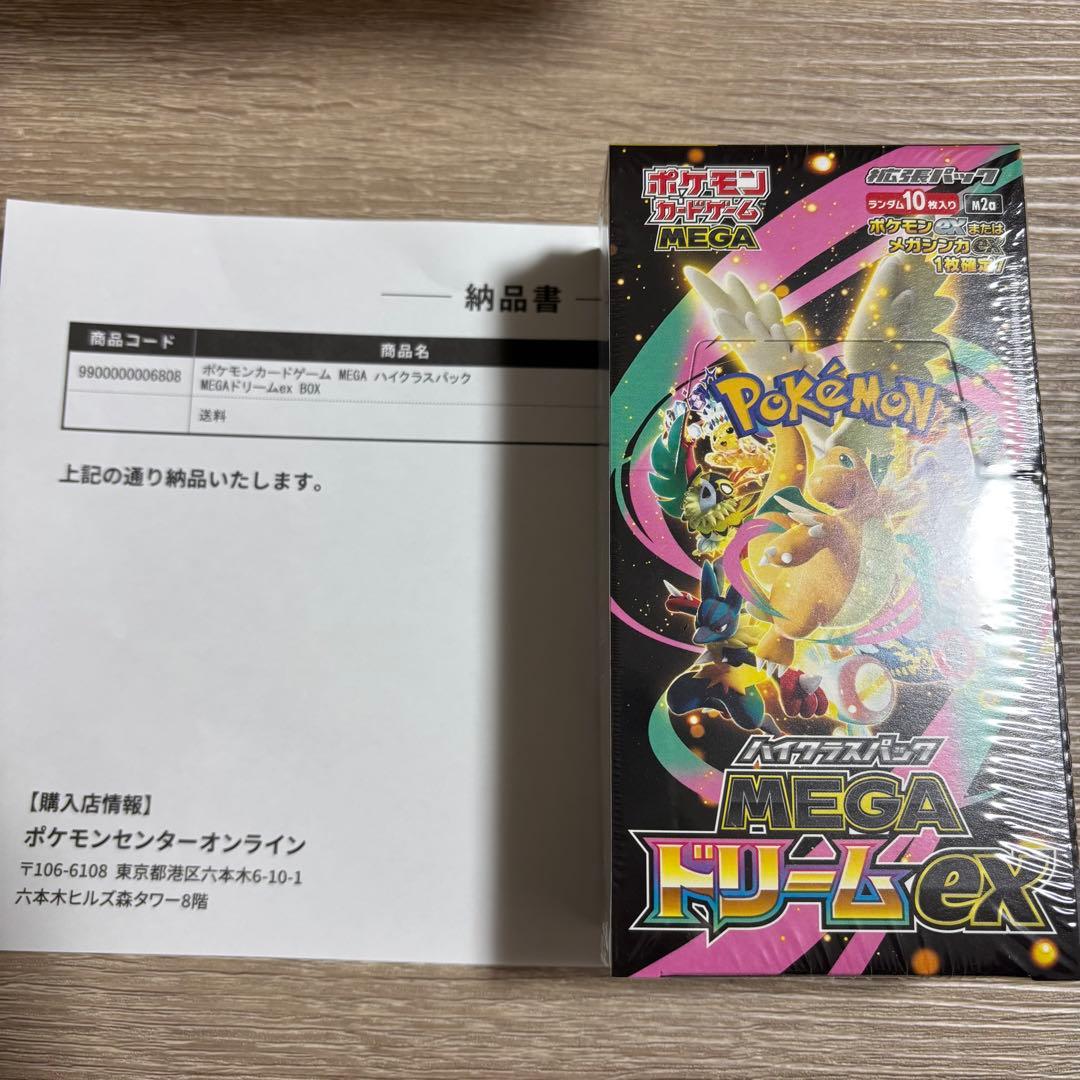 納品書
商品コード
商品名
9900000006808
ポケモンカードゲーム MEGA ハイクラスパック
MEGAドリームex BOX
送料
上記の通り納品いたします。
【購入店情報】
ポケモンセンターオンライン
〒106-6108 東京都港区六本木6-10-1
六本木ヒルズ森タワー8階
ポケモン
カードゲーム
MEGA
拡張パック
ランダム10枚入り M2a
ポケモンexまたは
メガシンカex
1枚確定!
POKéMON
ハイクラスパック
MEGA
ドリームex